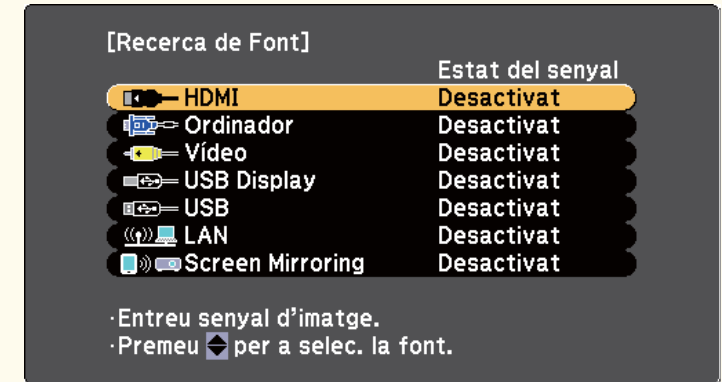 [Recerca de Font]
Estat del senyal
HDMI Desactivat
Ordinador Desactivat
Vídeo Desactivat
USB Display Desactivat
USB Desactivat
LAN Desactivat
Screen Mirroring Desactivat
·Entreu senyal d'imatge.
·Premeu per a selec. la font.